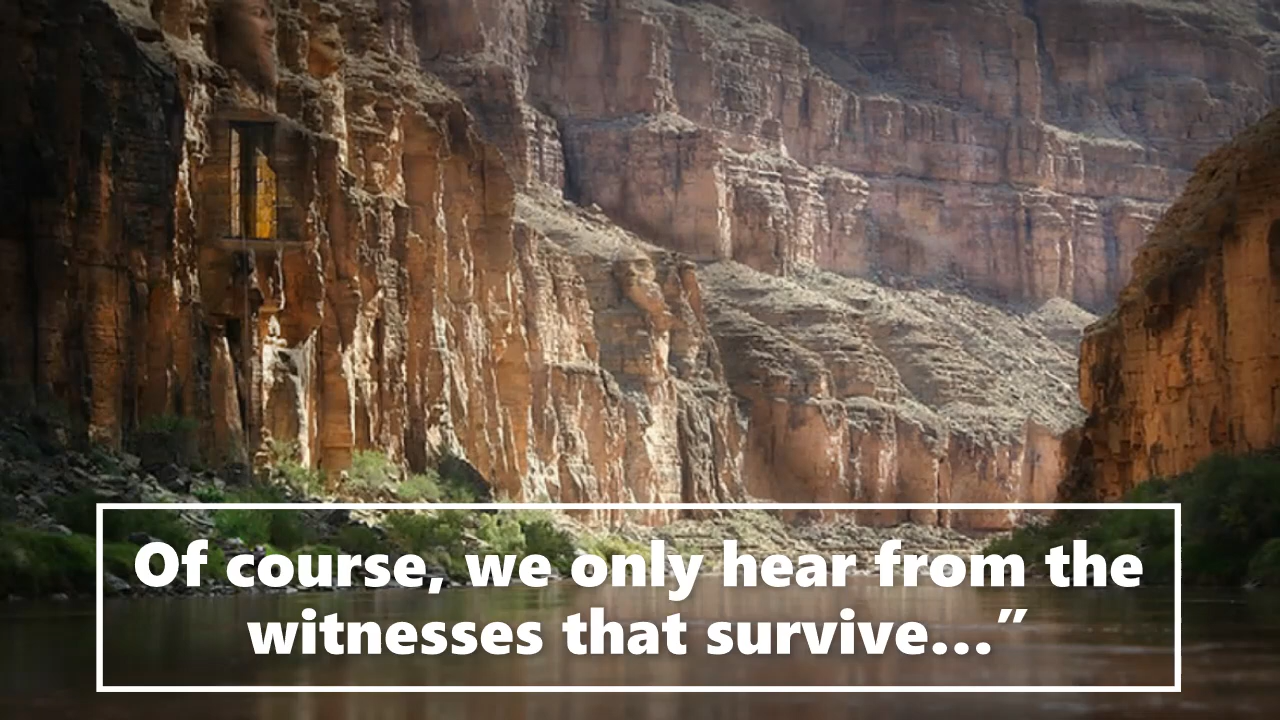 Of course, we only hear from the
witnesses that survive...”